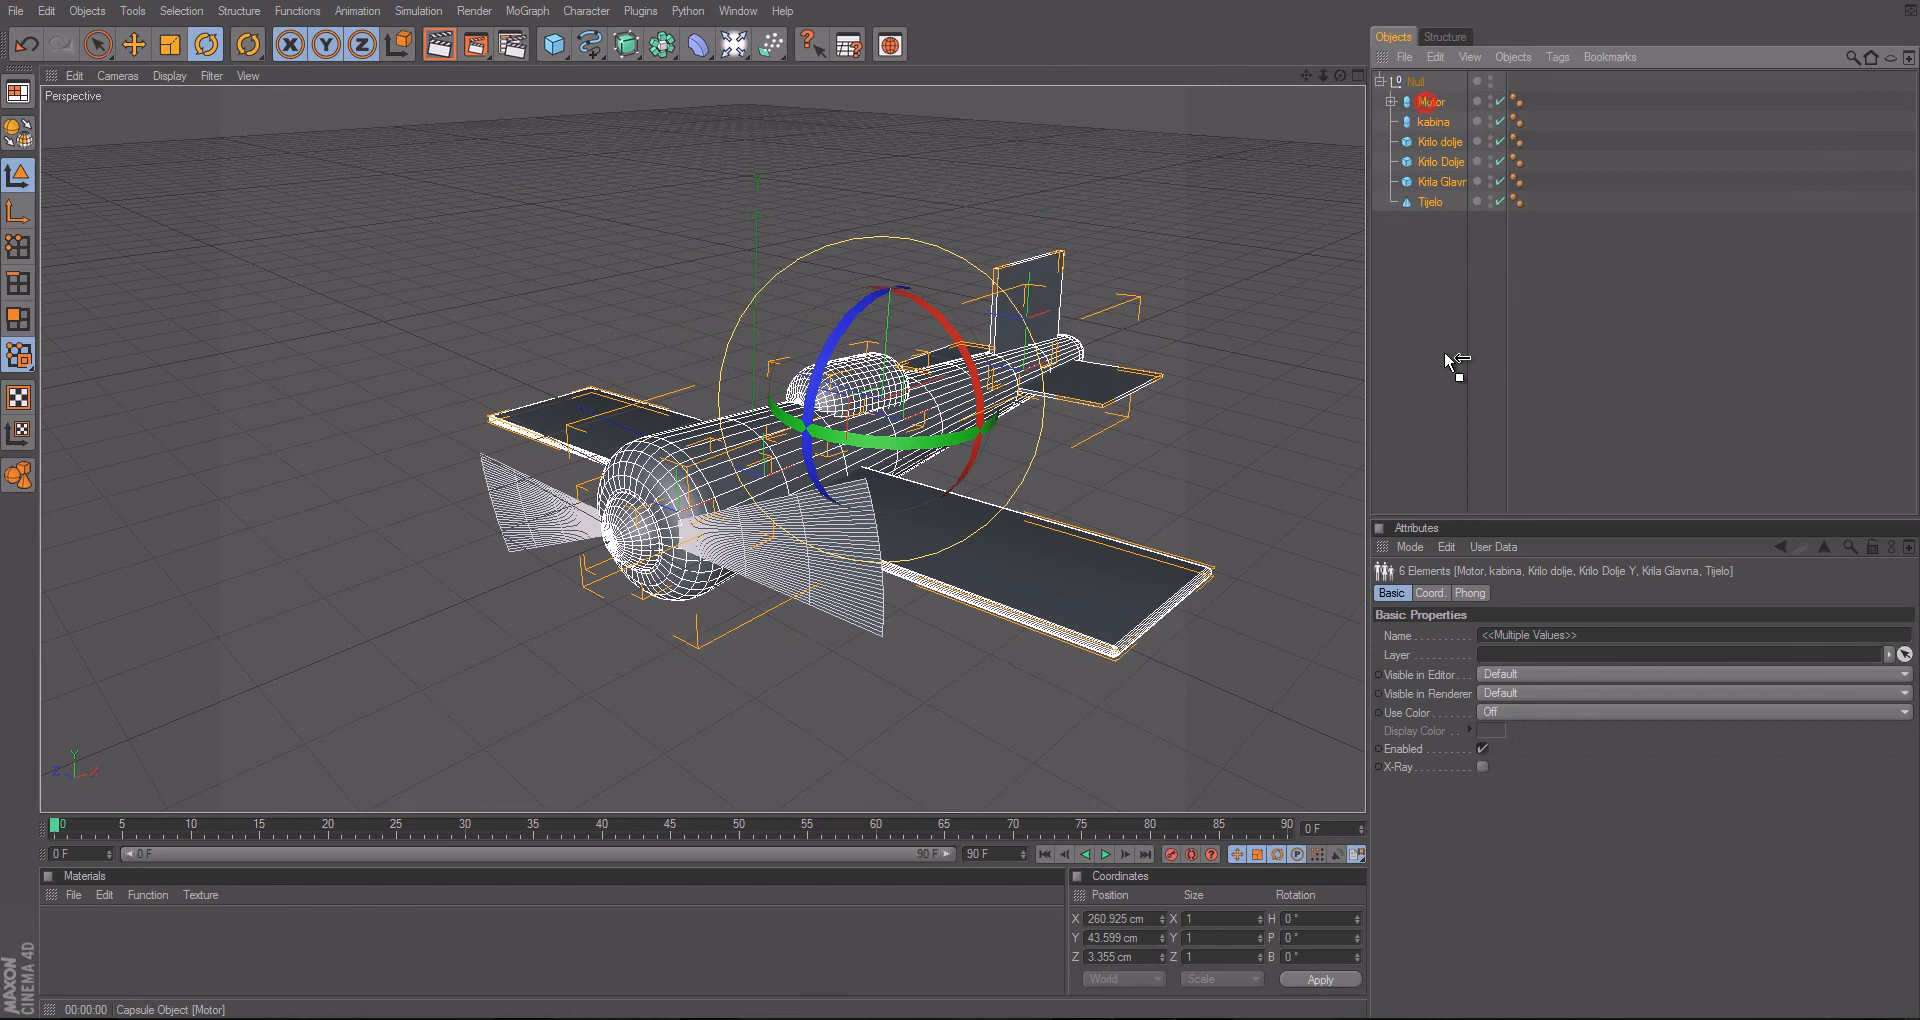 File Edit Objects Tools Selection Structure Functions Animation Simulation Render MoGraph Character Plugins Python Window Help
X Y Z
Objects Structure
File Edit View Objects Tags Bookmarks
Edit Cameras Display Filter View
Perspective
0 Null
Motor
kabina
Krilo dolje
Krilo Dolje
Krila Glavr
Tijelo
Y
Y
Z X
Attributes
Mode Edit User Data
6 Elements [Motor, kabina, Krilo dolje, Krilo Dolje Y, Krila Glavna, Tijelo]
Basic Coord. Phong
Basic Properties
Name . . . . . . . . . . <<Multiple Values>>
Layer . . . . . . . . . .
Visible in Editor . . . Default
Visible in Renderer Default
Use Color . . . . . . . Off
Display Color . .
Enabled . . . . . . . .
X-Ray . . . . . . . . . .
0 5 10 15 20 25 30 35 40 45 50 55 60 65 70 75 80 85 90 0 F
0 F 0 F 90 F 90 F
Materials
File Edit Function Texture
Coordinates
Position Size Rotation
X 260.925 cm X 1 H 0 °
Y 43.599 cm Y 1 P 0 °
Z 3.355 cm Z 1 B 0 °
World Scale Apply
MAXON
CINEMA 4D
00:00:00 Capsule Object [Motor]